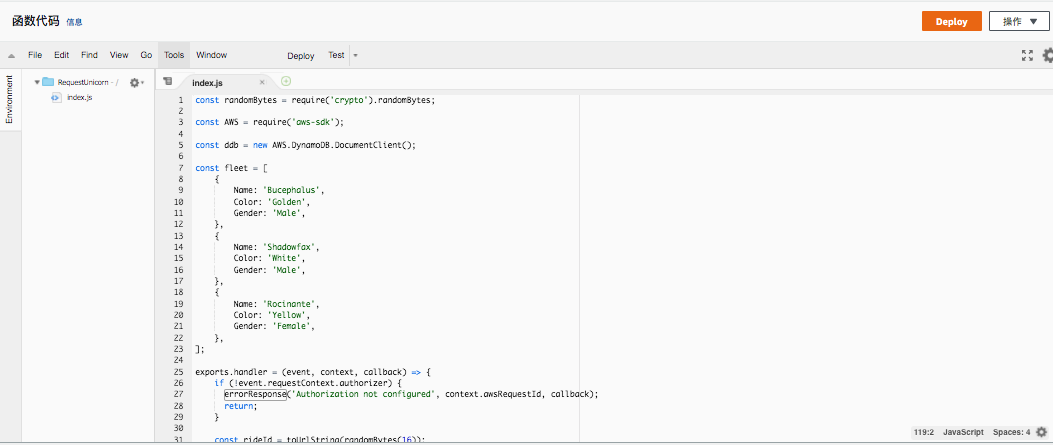 函数代码 信息
Deploy
操作 ▼
File Edit Find View Go Tools Window Deploy Test
Environment
RequestUnicorn - /
index.js
index.js
1 const randomBytes = require('crypto').randomBytes;
2
3 const AWS = require('aws-sdk');
4
5 const ddb = new AWS.DynamoDB.DocumentClient();
6
7 const fleet = [
8 {
9 Name: 'Bucephalus',
10 Color: 'Golden',
11 Gender: 'Male',
12 },
13 {
14 Name: 'Shadowfax',
15 Color: 'White',
16 Gender: 'Male',
17 },
18 {
19 Name: 'Rocinante',
20 Color: 'Yellow',
21 Gender: 'Female',
22 },
23 ];
24
25 exports.handler = (event, context, callback) => {
26 if (!event.requestContext.authorizer) {
27 errorResponse('Authorization not configured', context.awsRequestId, callback);
28 return;
29 }
30
31 const rideId = toUrlString(randomBytes(16));
119:2 JavaScript Spaces: 4